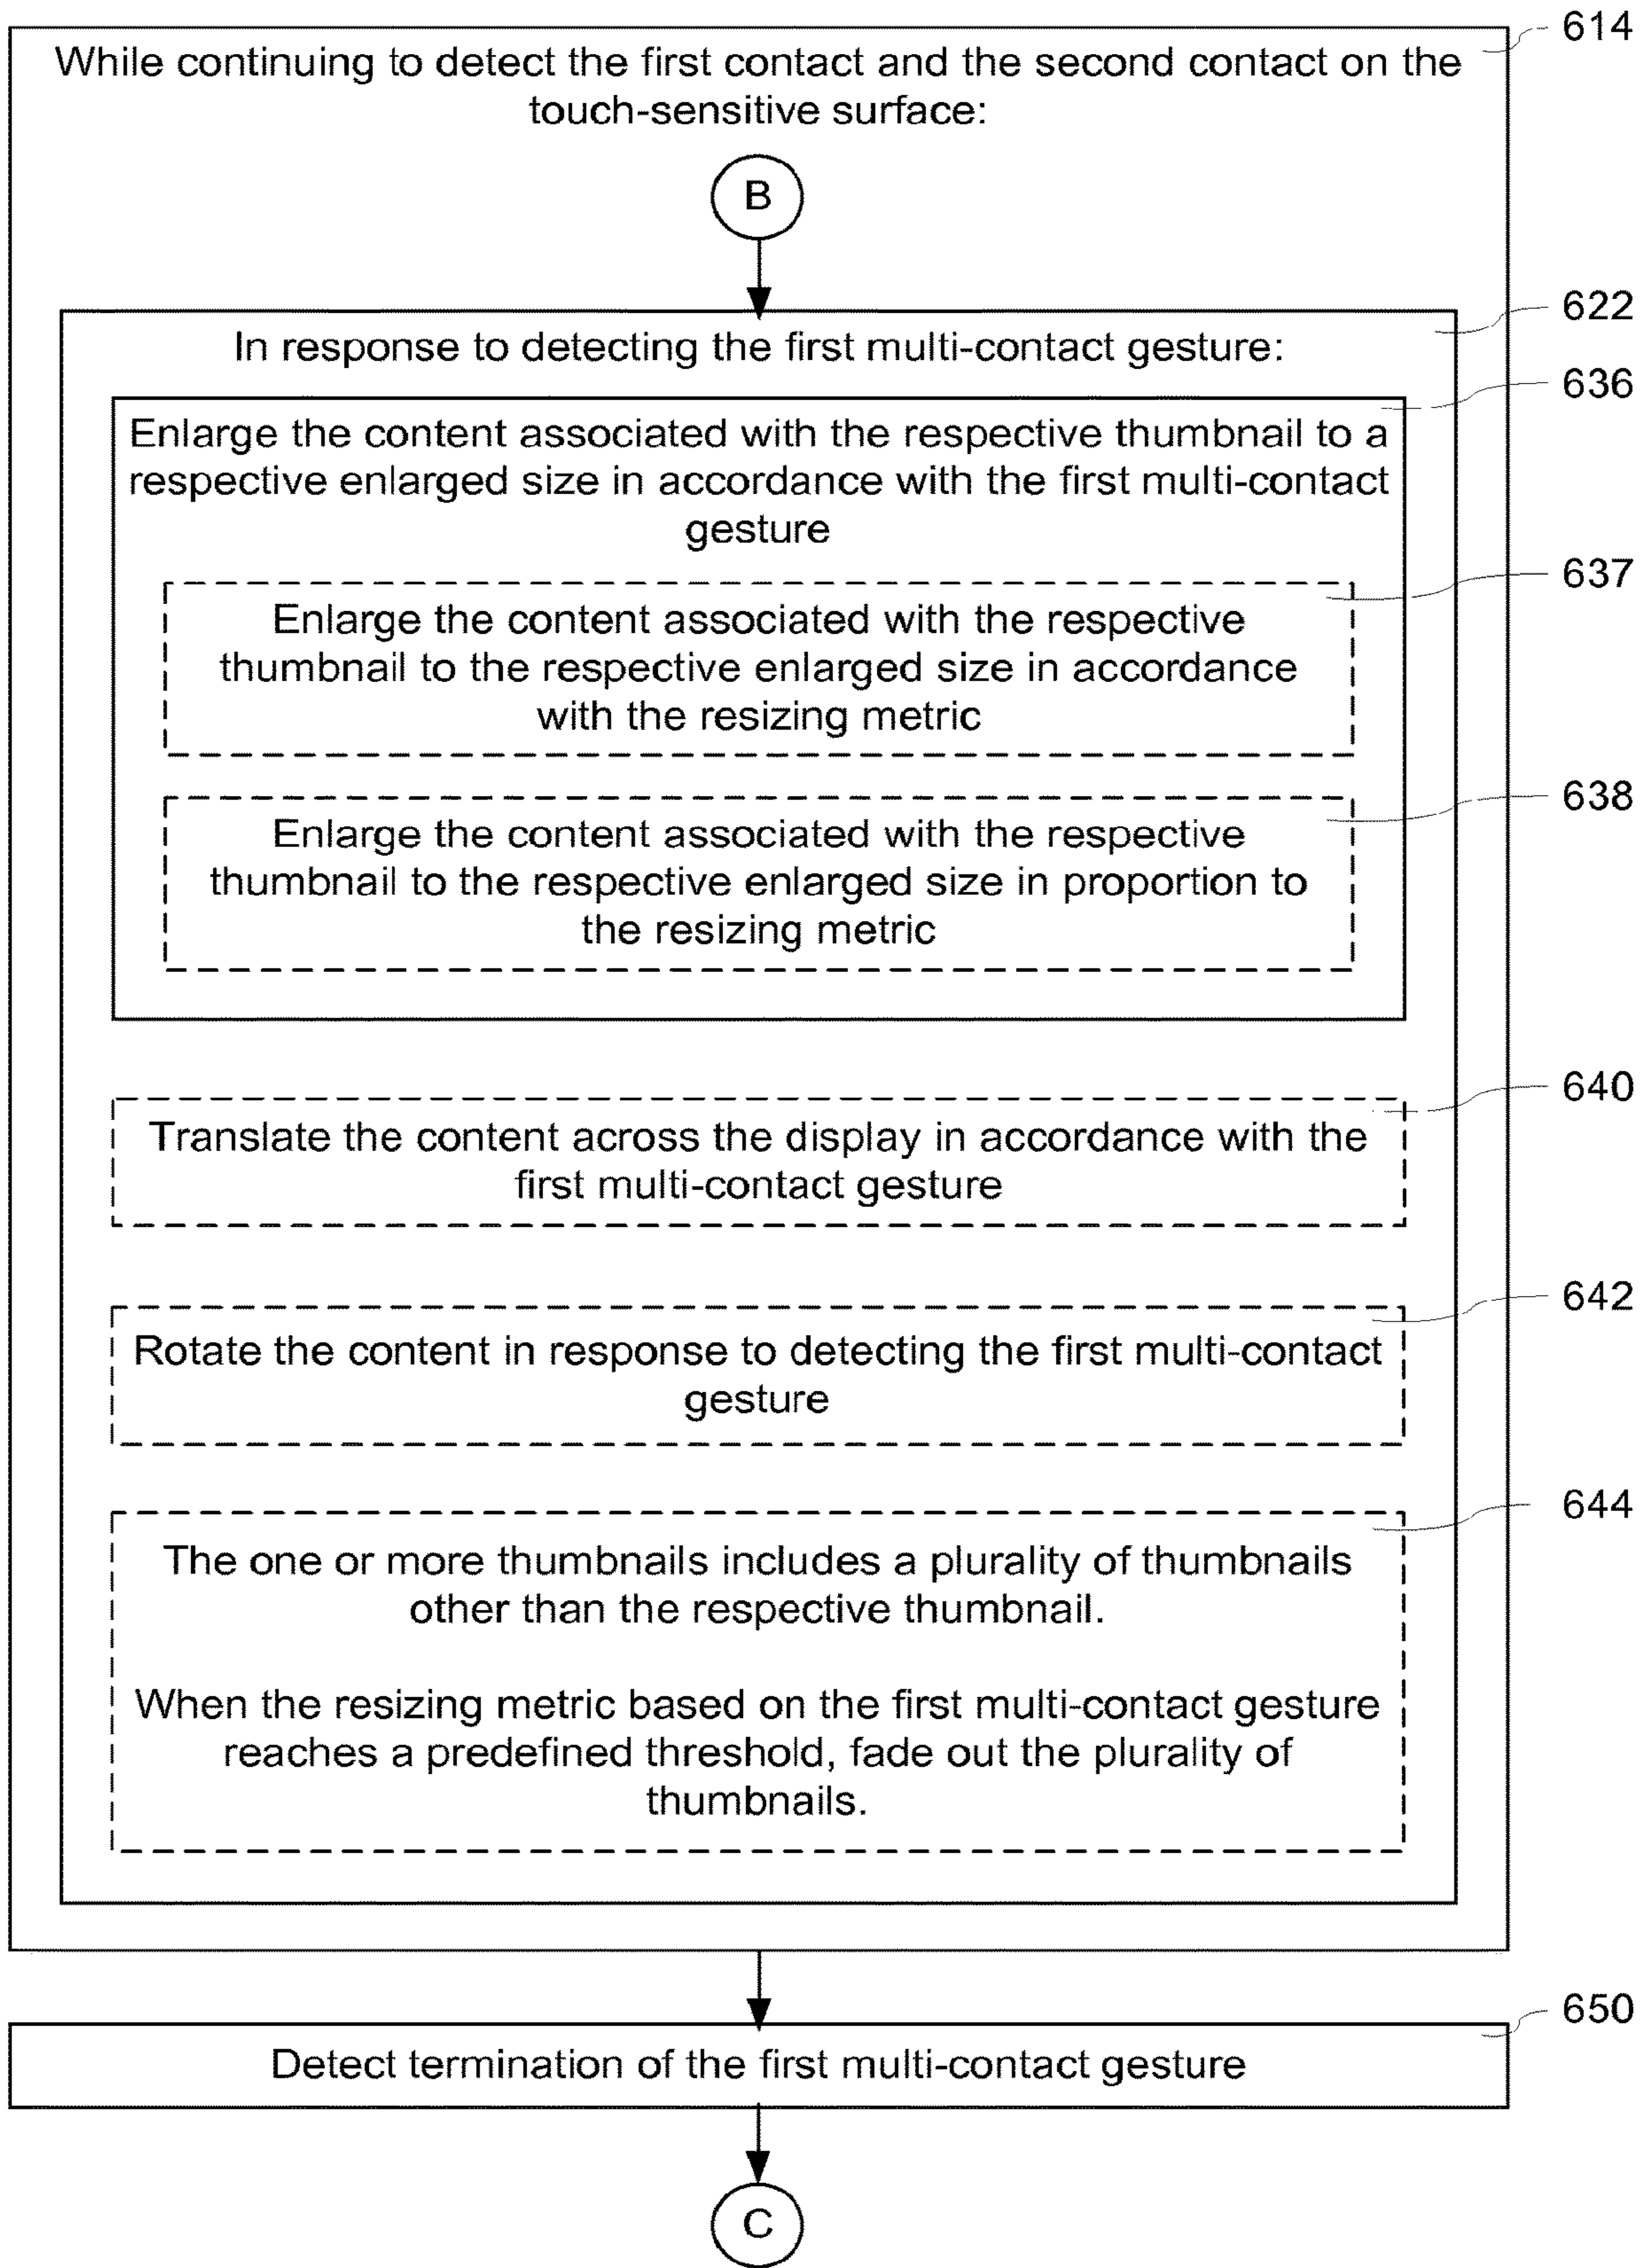 614
While continuing to detect the first contact and the second contact on the
touch-sensitive surface:
B
622
In response to detecting the first multi-contact gesture:
636
Enlarge the content associated with the respective thumbnail to a
respective enlarged size in accordance with the first multi-contact
gesture
637
Enlarge the content associated with the respective
thumbnail to the respective enlarged size in accordance
with the resizing metric
638
Enlarge the content associated with the respective
thumbnail to the respective enlarged size in proportion to
the resizing metric
640
Translate the content across the display in accordance with the
first multi-contact gesture
642
Rotate the content in response to detecting the first multi-contact
gesture
644
The one or more thumbnails includes a plurality of thumbnails
other than the respective thumbnail.
When the resizing metric based on the first multi-contact gesture
reaches a predefined threshold, fade out the plurality of
thumbnails.
650
Detect termination of the first multi-contact gesture
C